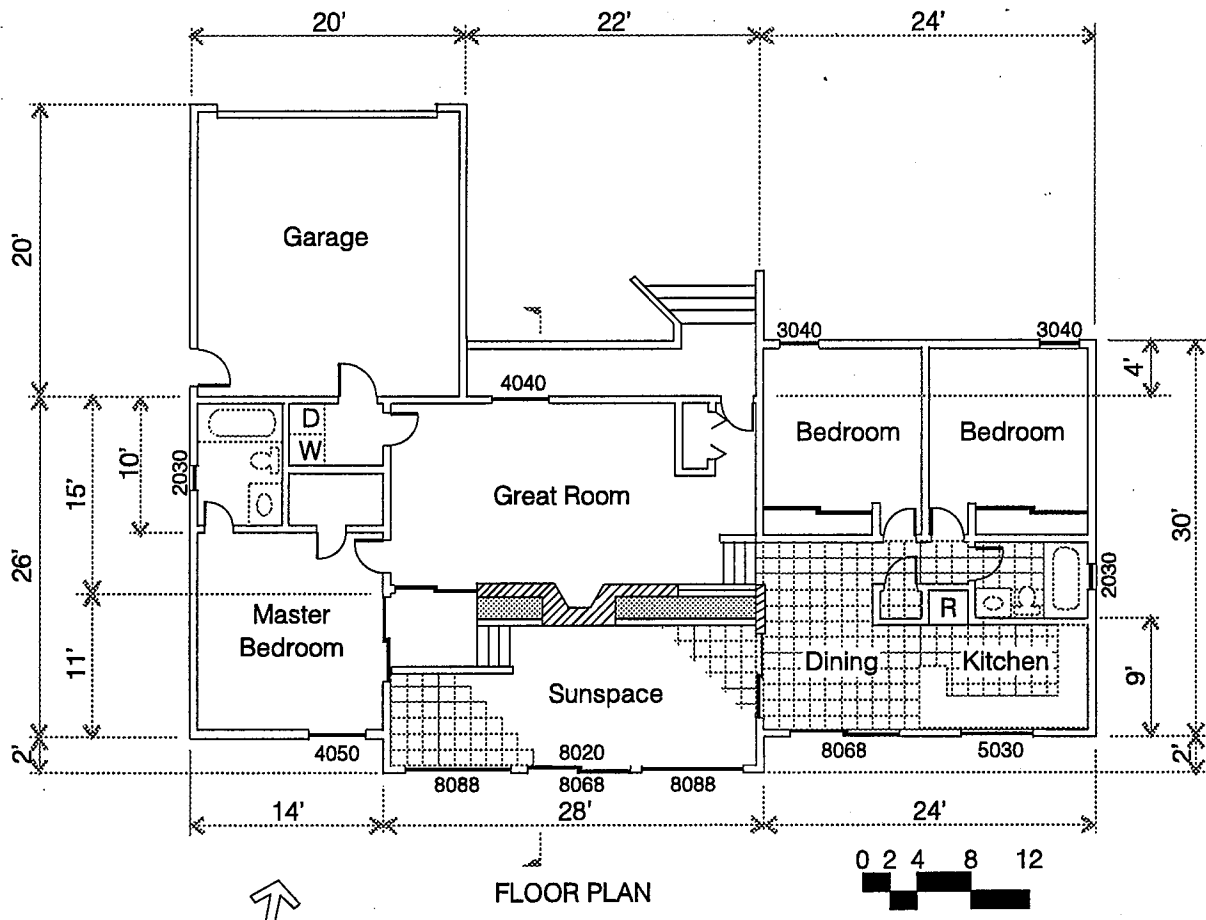 20' 22' 24'
20'
Garage
3040 3040
4'
4040
D
W
Bedroom Bedroom
2030
10'
15'
Great Room
26'
30'
2030
Master
Bedroom
R
11'
Dining Kitchen
9'
Sunspace
2'
4050
8020
8088 8068 8088
8068 5030
2'
14' 28' 24'
0 2 4 8 12
FLOOR PLAN